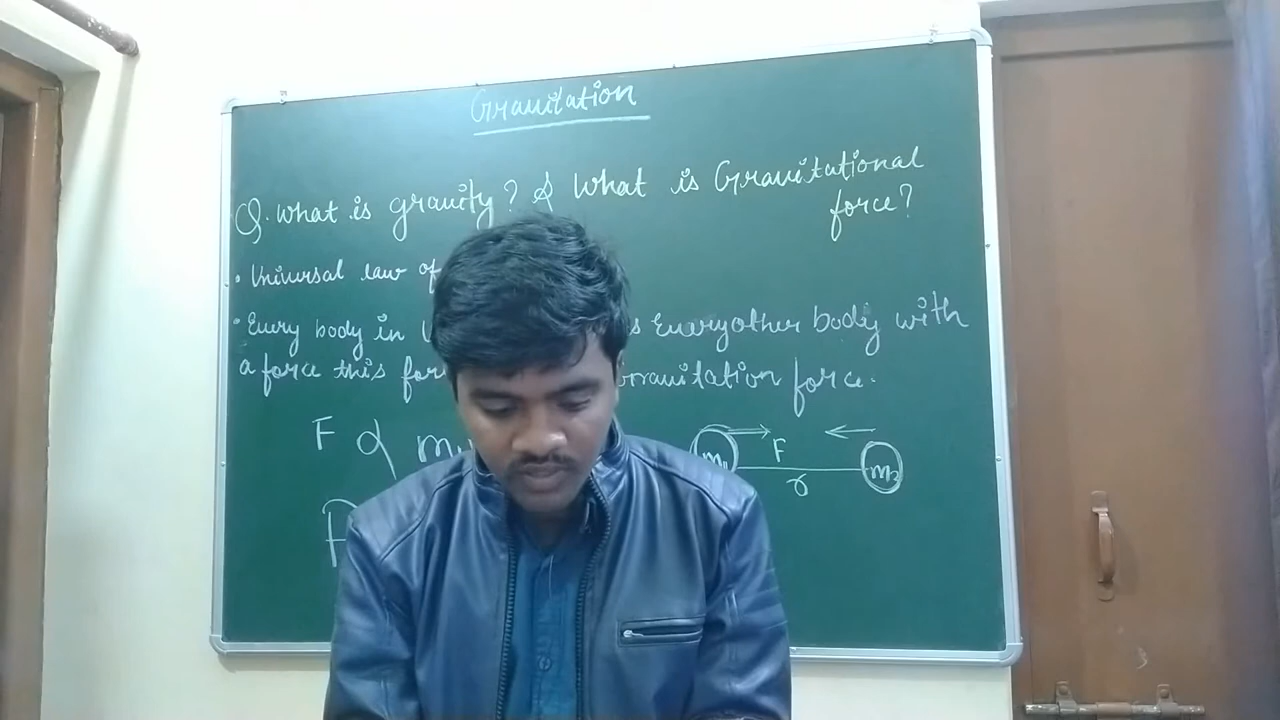 Gravitation
Q. What is gravity? & What is Gravitational
force?
• Universal law of
• Every body in Everyother body with
a force this Gravitation force.
F ∝ m₁
m₁ F m₂
r
F